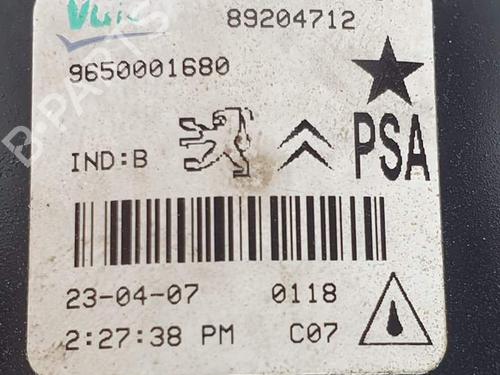 89204712
9650001680
IND:B
PSA
23-04-07 0118
2:27:38 PM C07